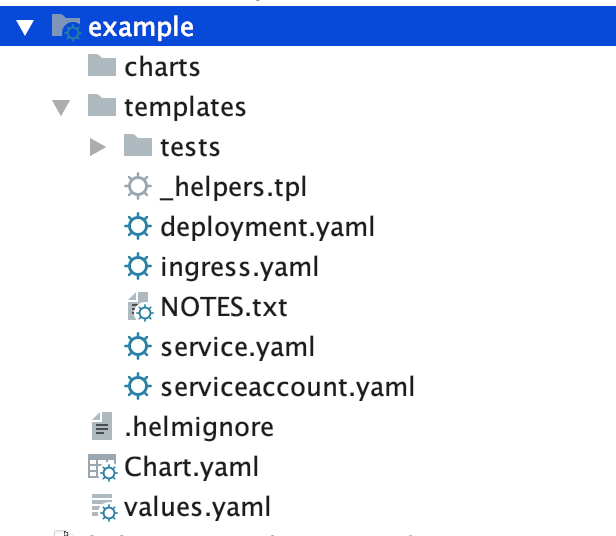 example
charts
templates
tests
_helpers.tpl
deployment.yaml
ingress.yaml
NOTES.txt
service.yaml
serviceaccount.yaml
.helmignore
Chart.yaml
values.yaml